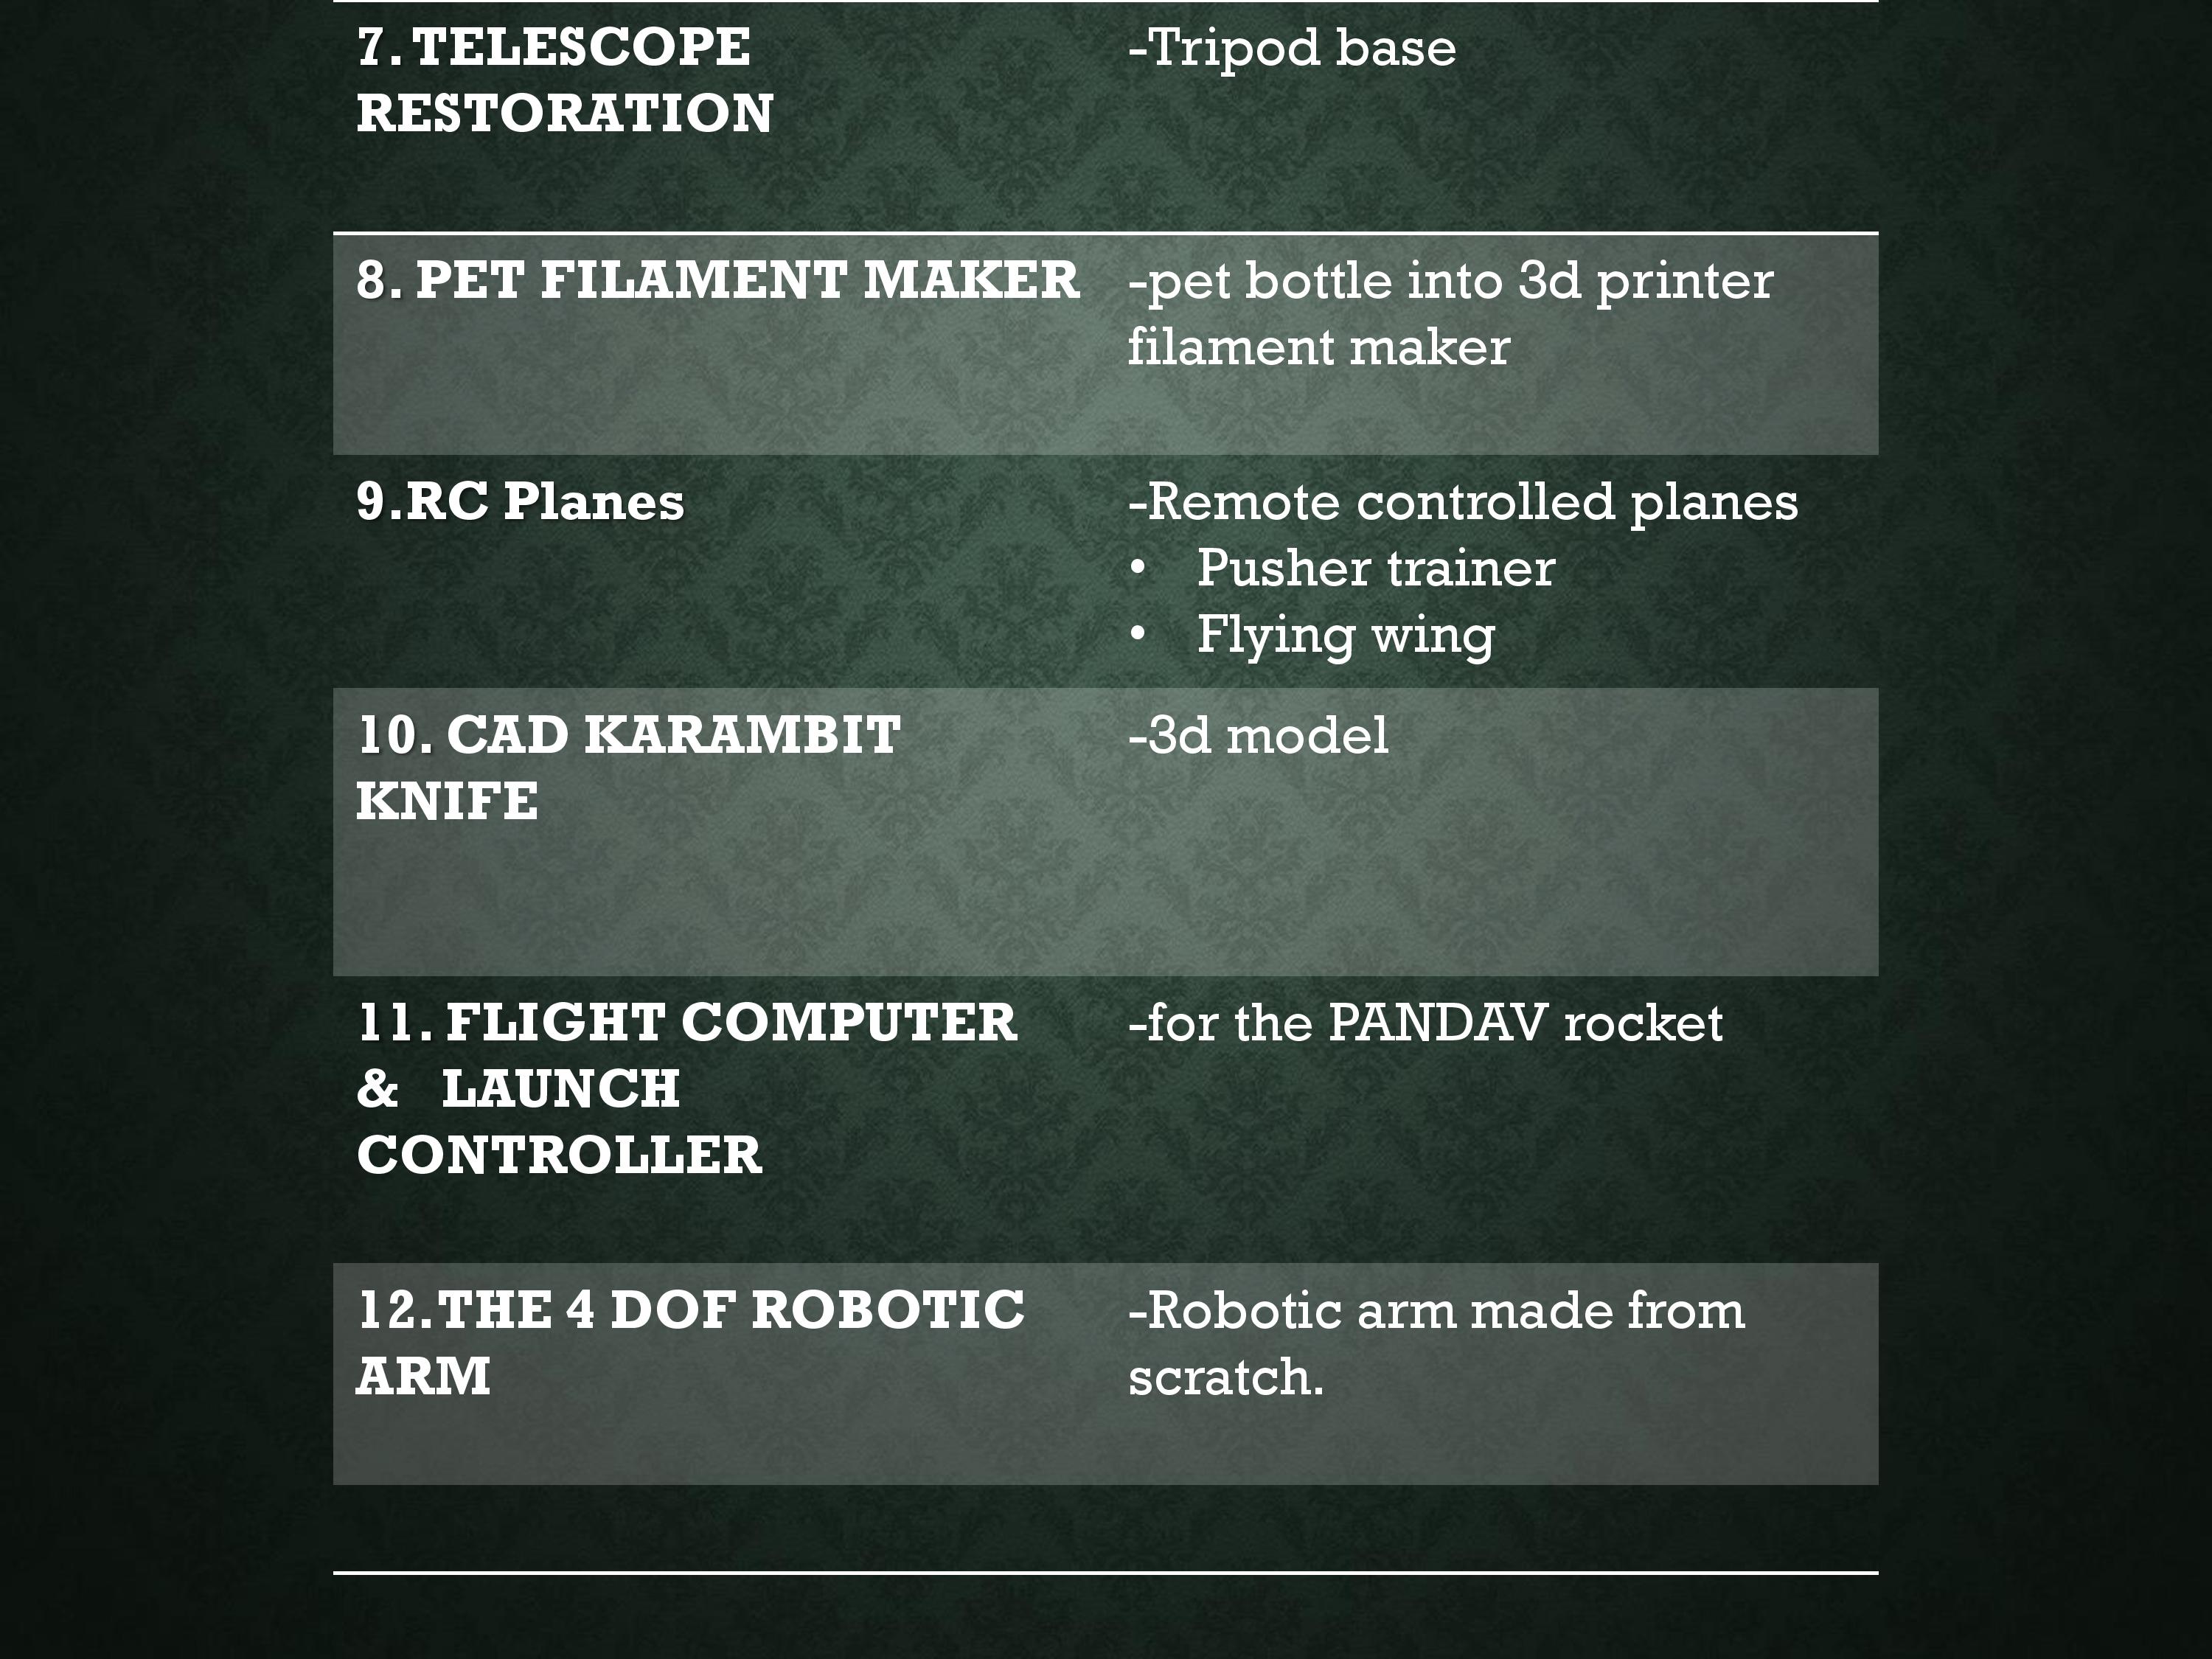 7. TELESCOPE
RESTORATION
-Tripod base
8. PET FILAMENT MAKER
-pet bottle into 3d printer
filament maker
9.RC Planes
-Remote controlled planes
• Pusher trainer
• Flying wing
10. CAD KARAMBIT
KNIFE
-3d model
11. FLIGHT COMPUTER
&   LAUNCH
CONTROLLER
-for the PANDAV rocket
12.THE 4 DOF ROBOTIC
ARM
-Robotic arm made from
scratch.